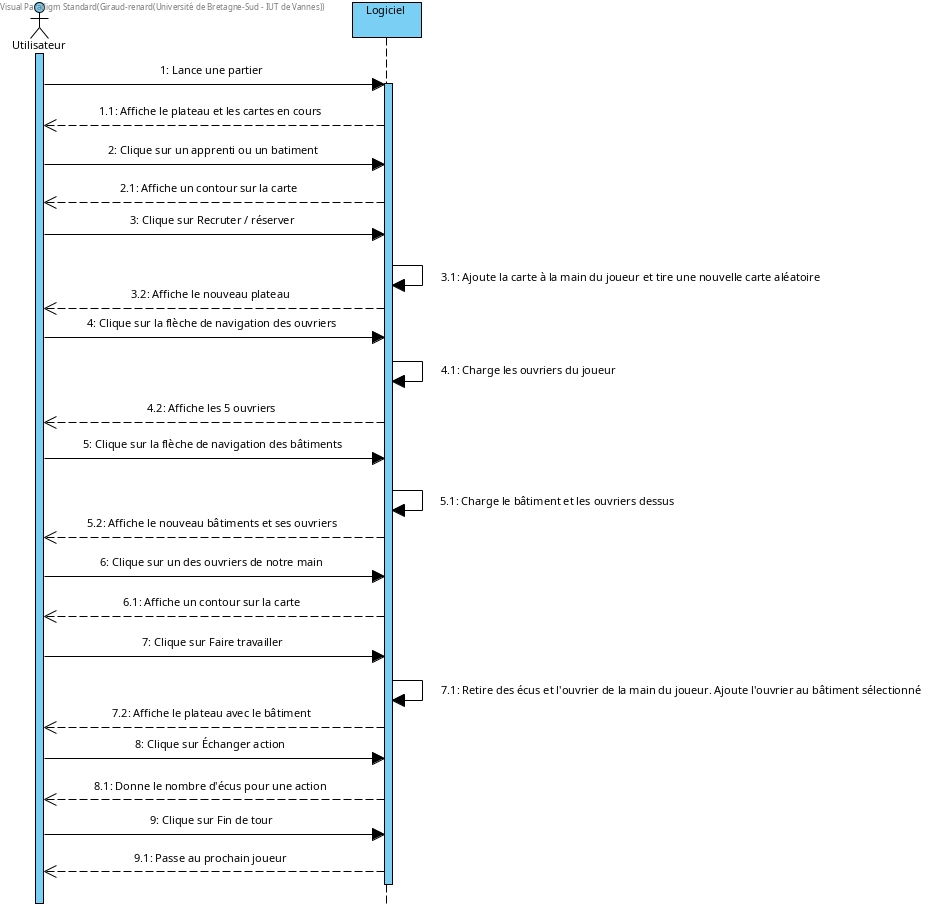 Visual Paradigm Standard(Giraud-renard(Université de Bretagne-Sud - IUT de Vannes))
Logiciel
Utilisateur
1: Lance une partier
1.1: Affiche le plateau et les cartes en cours
2: Clique sur un apprenti ou un batiment
2.1: Affiche un contour sur la carte
3: Clique sur Recruter / réserver
3.1: Ajoute la carte à la main du joueur et tire une nouvelle carte aléatoire
3.2: Affiche le nouveau plateau
4: Clique sur la flèche de navigation des ouvriers
4.1: Charge les ouvriers du joueur
4.2: Affiche les 5 ouvriers
5: Clique sur la flèche de navigation des bâtiments
5.1: Charge le bâtiment et les ouvriers dessus
5.2: Affiche le nouveau bâtiments et ses ouvriers
6: Clique sur un des ouvriers de notre main
6.1: Affiche un contour sur la carte
7: Clique sur Faire travailler
7.1: Retire des écus et l'ouvrier de la main du joueur. Ajoute l'ouvrier au bâtiment sélectionné
7.2: Affiche le plateau avec le bâtiment
8: Clique sur Échanger action
8.1: Donne le nombre d'écus pour une action
9: Clique sur Fin de tour
9.1: Passe au prochain joueur